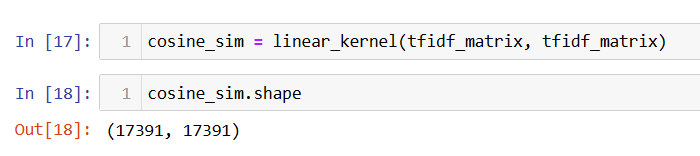 In [17]: 1 cosine_sim = linear_kernel(tfidf_matrix, tfidf_matrix)
In [18]: 1 cosine_sim.shape
Out[18]: (17391, 17391)